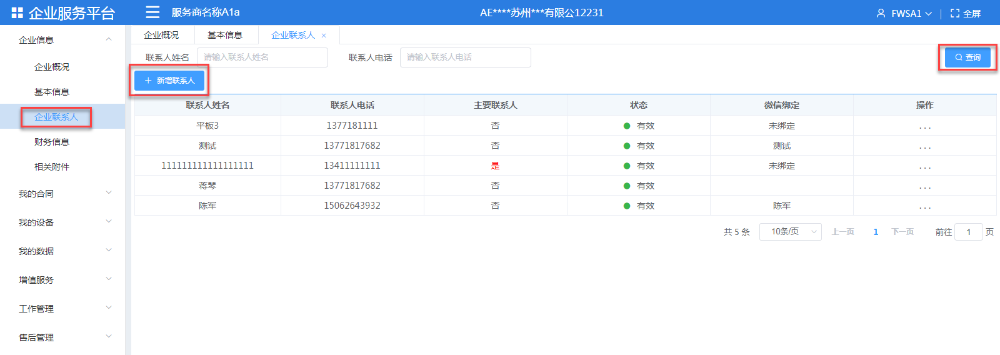 企业服务平台 服务商名称A1a AE****苏州***有限公12231 FWSA1 全屏
企业信息
企业概况
基本信息
企业联系人
财务信息
相关附件
我的合同
我的设备
我的数据
增值服务
工作管理
售后管理
企业概况 基本信息 企业联系人 ×
联系人姓名 请输入联系人姓名 联系人电话 请输入联系人电话 查询
+ 新增联系人
联系人姓名 联系人电话 主要联系人 状态 微信绑定 操作
平板3 1377181111 否 有效 未绑定 ...
测试 13771817682 否 有效 测试 ...
111111111111111111 13411111111 是 有效 未绑定 ...
蒋琴 13771817682 否 有效 ...
陈军 15062643932 否 有效 陈军 ...
共 5 条 10条/页 上一页 1 下一页 前往 1 页